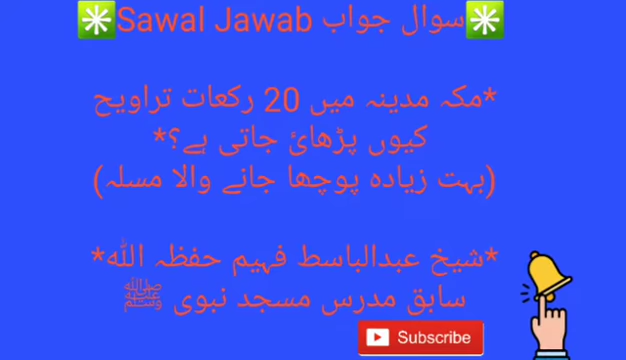 ✳️سوال جواب Sawal Jawab✳️
*مکہ مدینہ میں 20 رکعات تراویح
کیوں پڑھائ جاتی ہے؟*
(بہت زیادہ پوچھا جانے والا مسلہ)
*شیخ عبدالباسط فہیم حفظہ اللہ*
سابق مدرس مسجد نبوی ﷺ
Subscribe